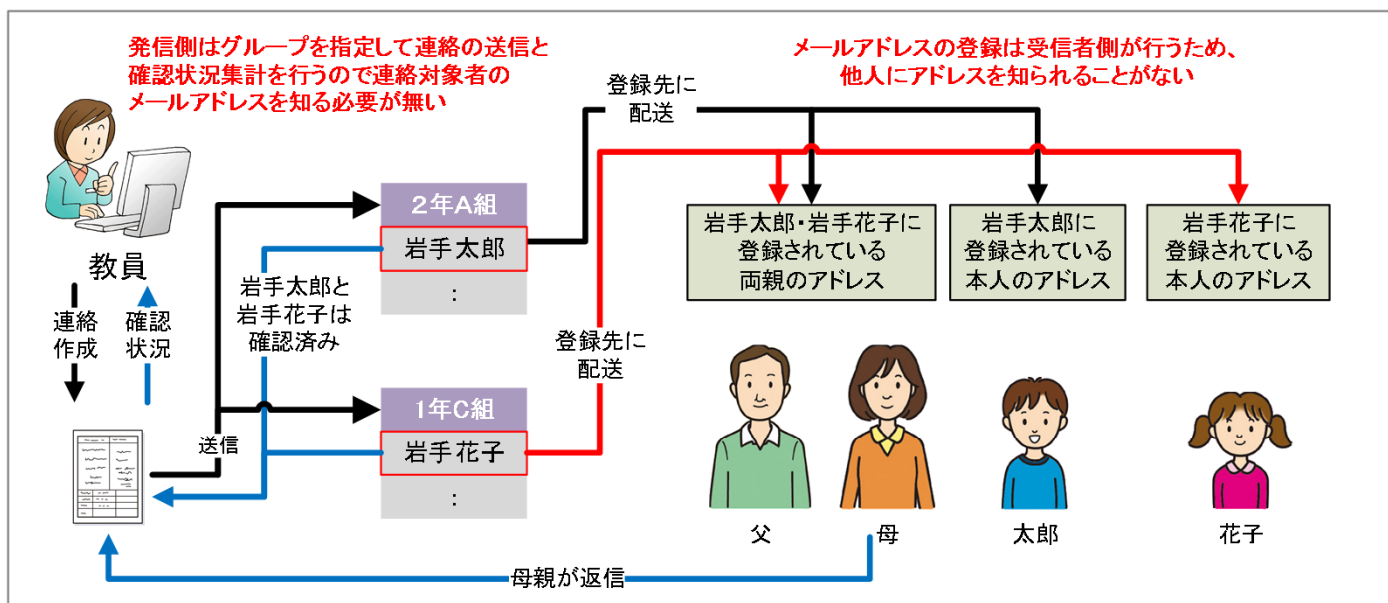 発信側はグループを指定して連絡の送信と
確認状況集計を行うので連絡対象者の
メールアドレスを知る必要が無い
メールアドレスの登録は受信者側が行うため、
他人にアドレスを知られることがない
登録先に
配送
教員
連絡
作成
確認
状況
2年A組
岩手太郎
:
岩手太郎と
岩手花子は
確認済み
岩手太郎・岩手花子に
登録されている
両親のアドレス
岩手太郎に
登録されている
本人のアドレス
岩手花子に
登録されている
本人のアドレス
登録先に
配送
送信
1年C組
岩手花子
:
父
母
太郎
花子
母親が返信